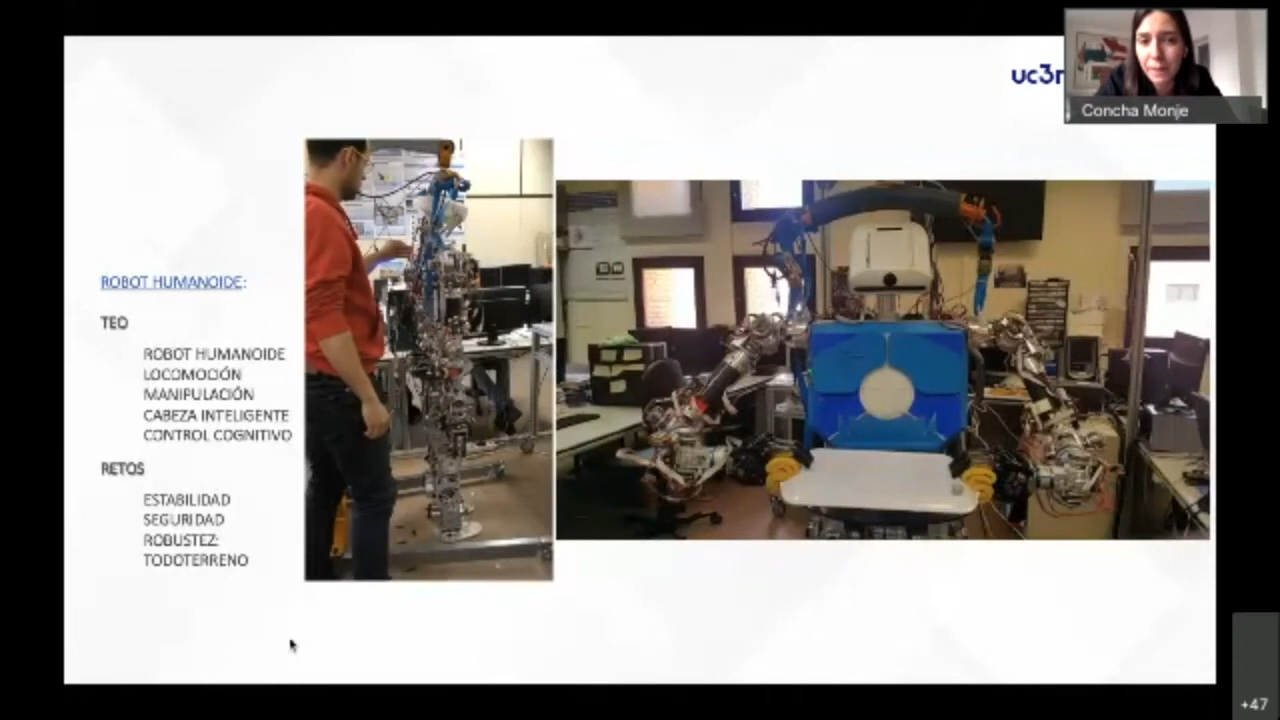 uc3m
Concha Monje
ROBOT HUMANOIDE:
TEO
ROBOT HUMANOIDE
LOCOMOCIÓN
MANIPULACIÓN
CABEZA INTELIGENTE
CONTROL COGNITIVO
RETOS
ESTABILIDAD
SEGURIDAD
ROBUSTEZ:
TODOTERRENO
+47